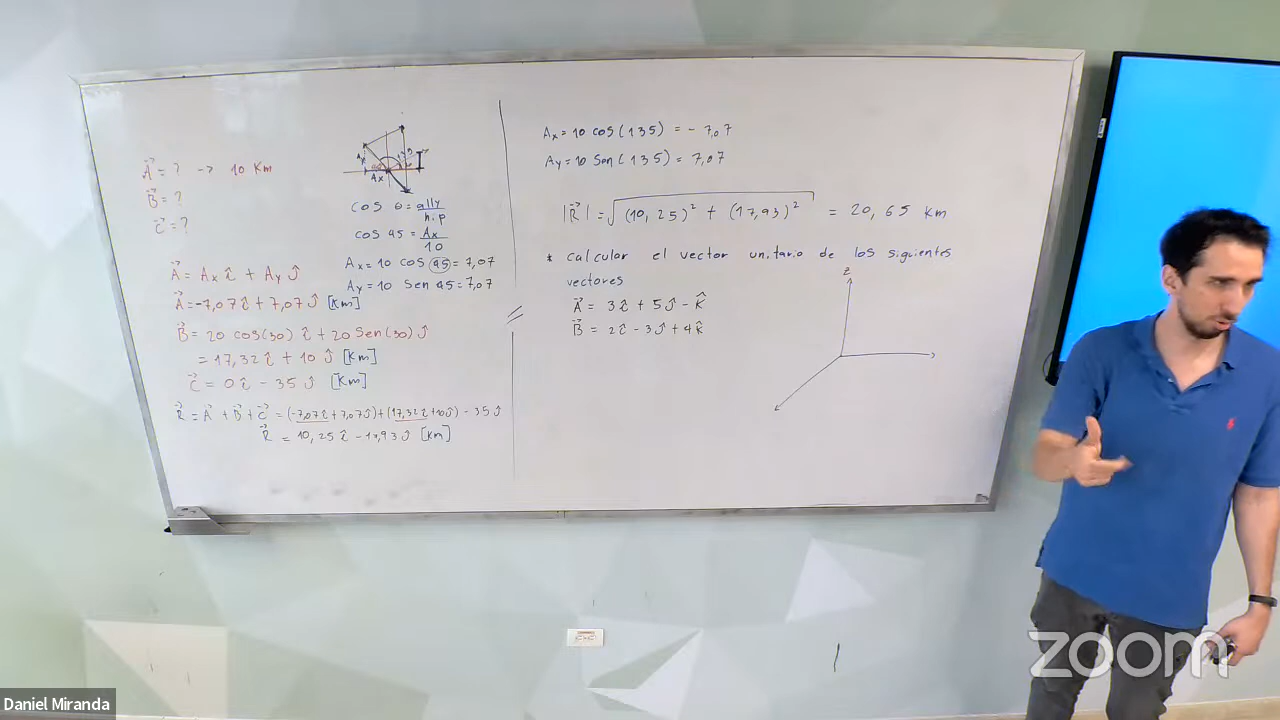 A⃗ = ? -> 10 Km
B⃗ = ?
C⃗ = ?
A⃗ = Ax î + Ay ĵ
A⃗ = -7,07 î + 7,07 ĵ [Km]
B⃗ = 20 cos(30) î + 20 Sen(30) ĵ
= 17,32 î + 10 ĵ [Km]
C⃗ = 0 î - 35 ĵ [Km]
R⃗ = A⃗ + B⃗ + C⃗ = (-7,07 î + 7,07 ĵ) + (17,32 î + 10 ĵ) - 35 ĵ
R⃗ = 10,25 î - 17,93 ĵ [km]
Ax
cos θ = ady/hip
cos 45 = Ax/10
Ax = 10 cos 45 = 7,07
Ay = 10 Sen 45 = 7,07
Ax = 10 cos(135) = - 7,07
Ay = 10 Sen(135) = 7,07
|R⃗| = √(10,25)² + (17,93)² = 20,65 km
* calcular el vector unitario de los siguientes
vectores
A⃗ = 3 î + 5 ĵ - k̂
B⃗ = 2 î - 3 ĵ + 4 k̂
z
zoom
Daniel Miranda